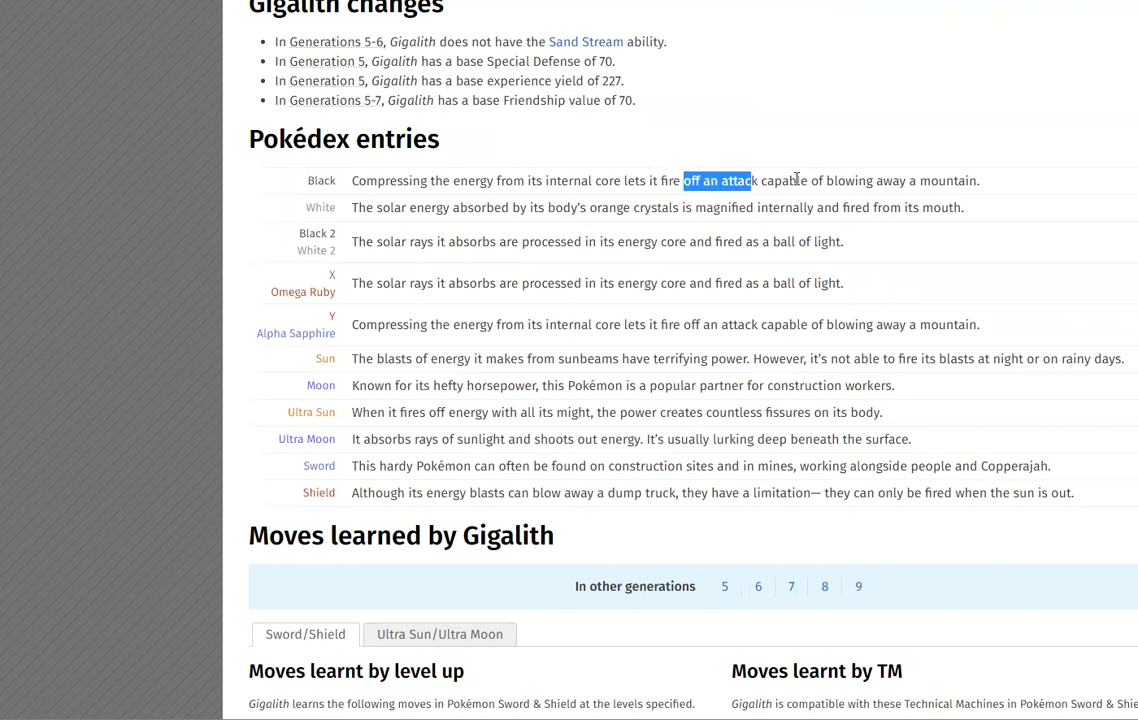 Gigalith changes
In Generations 5-6, Gigalith does not have the Sand Stream ability.
In Generation 5, Gigalith has a base Special Defense of 70.
In Generation 5, Gigalith has a base experience yield of 227.
In Generations 5-7, Gigalith has a base Friendship value of 70.
Pokédex entries
Black Compressing the energy from its internal core lets it fire off an attack capable of blowing away a mountain.
White The solar energy absorbed by its body's orange crystals is magnified internally and fired from its mouth.
Black 2
White 2
The solar rays it absorbs are processed in its energy core and fired as a ball of light.
X
Omega Ruby
The solar rays it absorbs are processed in its energy core and fired as a ball of light.
Y
Alpha Sapphire
Compressing the energy from its internal core lets it fire off an attack capable of blowing away a mountain.
Sun The blasts of energy it makes from sunbeams have terrifying power. However, it's not able to fire its blasts at night or on rainy days.
Moon Known for its hefty horsepower, this Pokémon is a popular partner for construction workers.
Ultra Sun When it fires off energy with all its might, the power creates countless fissures on its body.
Ultra Moon It absorbs rays of sunlight and shoots out energy. It's usually lurking deep beneath the surface.
Sword This hardy Pokémon can often be found on construction sites and in mines, working alongside people and Copperajah.
Shield Although its energy blasts can blow away a dump truck, they have a limitation— they can only be fired when the sun is out.
Moves learned by Gigalith
In other generations 5 6 7 8 9
Sword/Shield Ultra Sun/Ultra Moon
Moves learnt by level up
Gigalith learns the following moves in Pokémon Sword & Shield at the levels specified.
Moves learnt by TM
Gigalith is compatible with these Technical Machines in Pokémon Sword & Shie